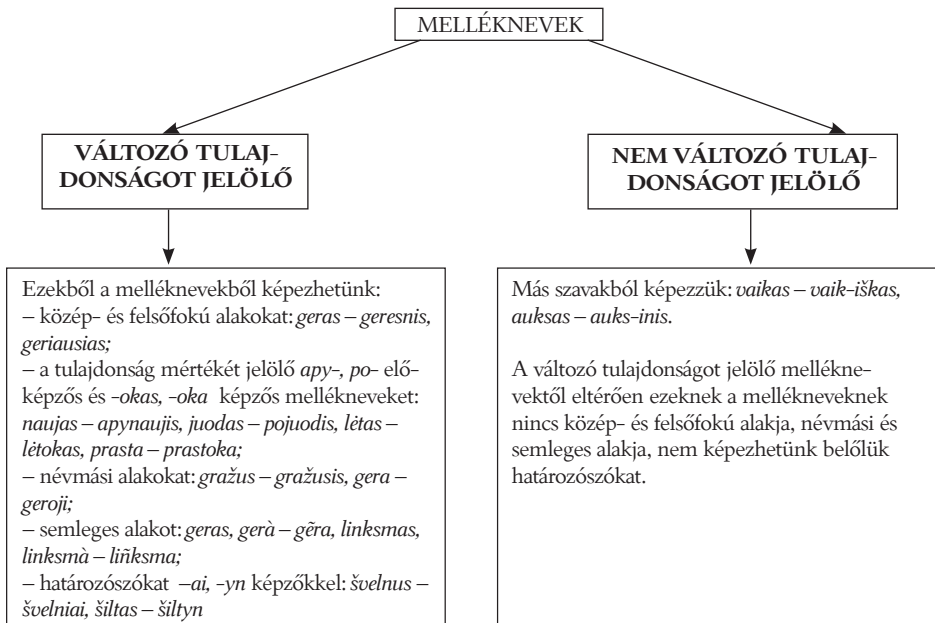 MELLÉKNEVEK
VÁLTOZÓ TULAJ-
DONSÁGOT JELÖLŐ
Ezekből a melléknevekből képezhetünk:
– közép- és felsőfokú alakokat: geras – geresnis,
geriausias;
– a tulajdonság mértékét jelölő apy-, po- elő-
képzős és -okas, -oka képzős mellékneveket:
naujas – apynaujis, juodas – pojuodis, lėtas –
lėtokas, prasta – prastoka;
– névmási alakokat: gražus – gražusis, gera –
geroji;
– semleges alakot: geras, gerà – gẽra, linksmas,
linksmà – liñksma;
– határozószókat –ai, -yn képzőkkel: švelnus –
švelniai, šiltas – šiltyn
NEM VÁLTOZÓ TULAJ-
DONSÁGOT JELÖLŐ
Más szavakból képezzük: vaikas – vaik-iškas,
auksas – auks-inis.
A változó tulajdonságot jelölő mellékne-
vektől eltérően ezeknek a mellékneveknek
nincs közép- és felsőfokú alakja, névmási és
semleges alakja, nem képezhetünk belőlük
határozószókat.